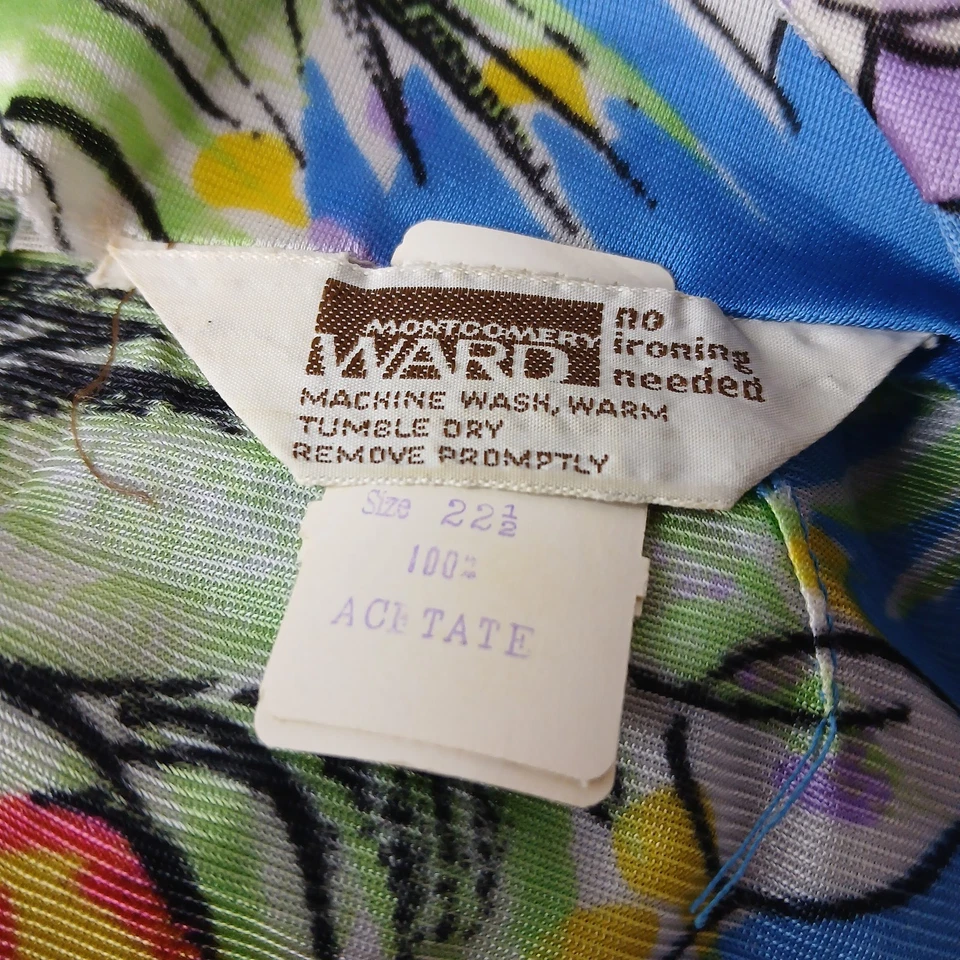 MONTGOMERY
WARD
no
ironing
needed
MACHINE WASH, WARM
TUMBLE DRY
REMOVE PROMPTLY
Size 22½
100%
ACETATE